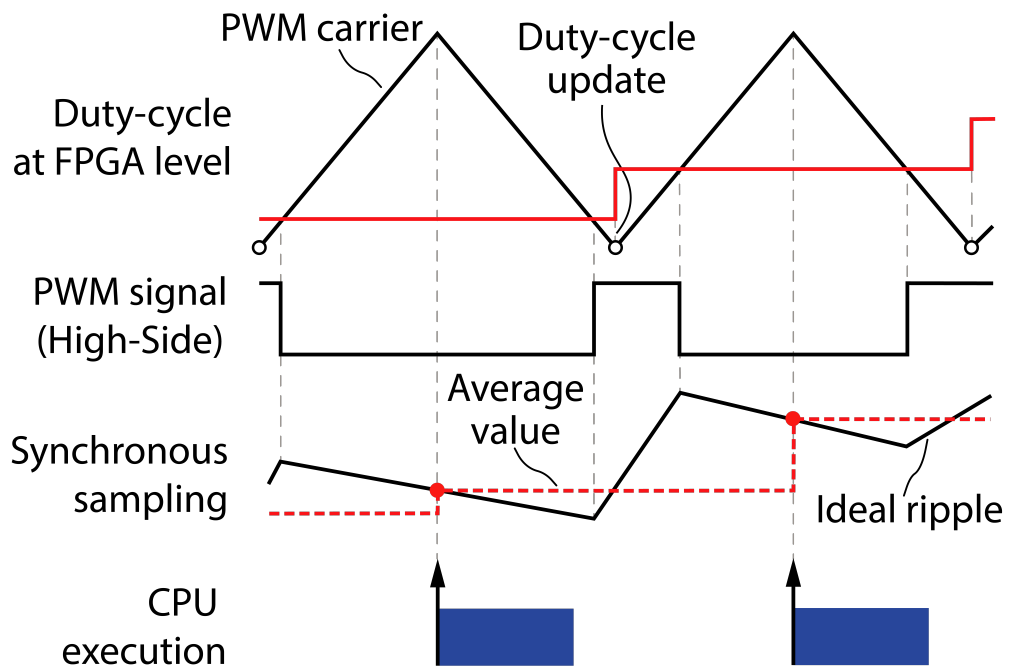 PWM carrier
Duty-cycle
update
Duty-cycle
at FPGA level
PWM signal
(High-Side)
Average
value
Synchronous
sampling
Ideal ripple
CPU
execution